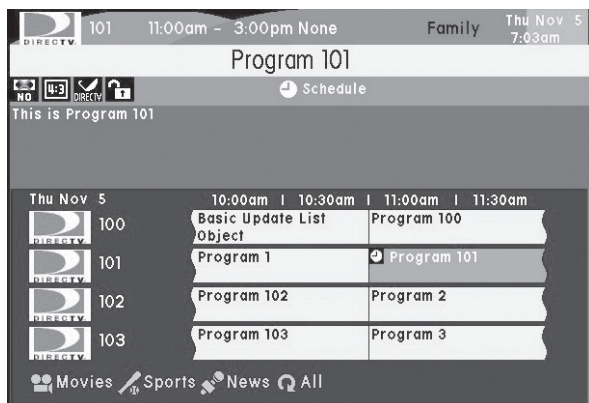 DIRECTV 101 11:00am - 3:00pm None Family Thu Nov 5
7:03am
Program 101
NO 4:3 DIRECTV Schedule
This is Program 101
Thu Nov 5 10:00am | 10:30am | 11:00am | 11:30am
DIRECTV 100 Basic Update List Object Program 100
DIRECTV 101 Program 1 Program 101
DIRECTV 102 Program 102 Program 2
DIRECTV 103 Program 103 Program 3
Movies Sports News All